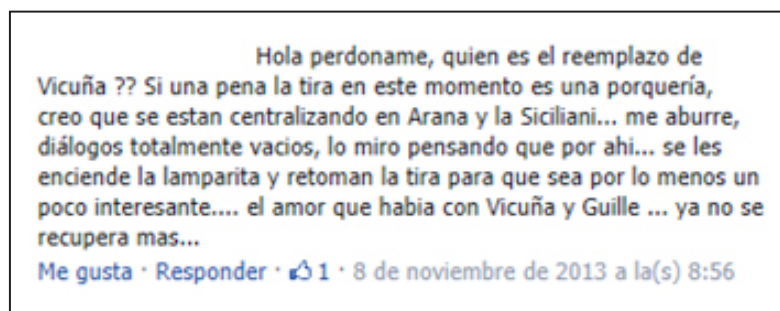 Hola perdoname, quien es el reemplazo de
Vicuña ?? Si una pena la tira en este momento es una porquería,
creo que se estan centralizando en Arana y la Siciliani... me aburre,
diálogos totalmente vacios, lo miro pensando que por ahi... se les
enciende la lamparita y retoman la tira para que sea por lo menos un
poco interesante.... el amor que habia con Vicuña y Guille ... ya no se
recupera mas...
Me gusta · Responder · 1 · 8 de noviembre de 2013 a la(s) 8:56